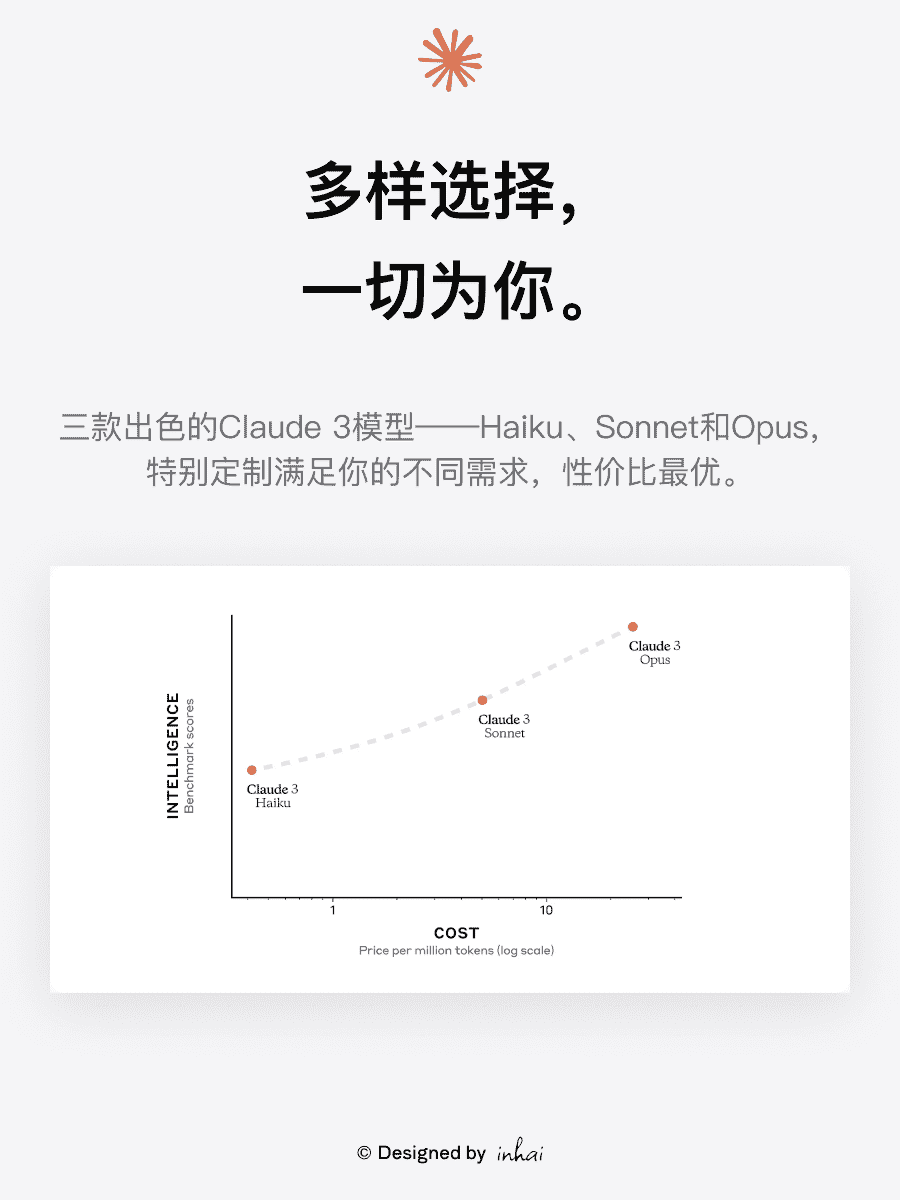 多样选择，
一切为你。
三款出色的Claude 3模型——Haiku、Sonnet和Opus，
特别定制满足你的不同需求，性价比最优。
INTELLIGENCE
Benchmark scores
Claude 3
Opus
Claude 3
Sonnet
Claude 3
Haiku
1
10
COST
Price per million tokens (log scale)
© Designed by inhai